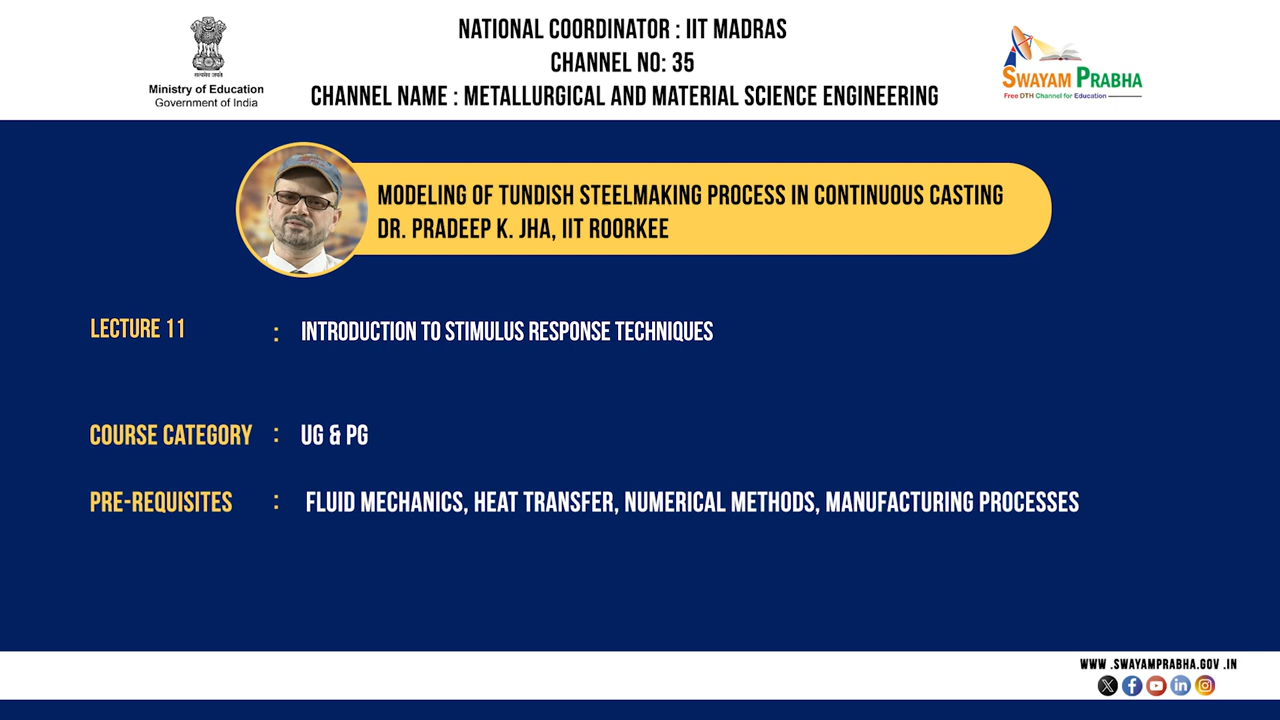 NATIONAL COORDINATOR : IIT MADRAS
CHANNEL NO: 35
CHANNEL NAME : METALLURGICAL AND MATERIAL SCIENCE ENGINEERING
सत्यमेव जयते
Ministry of Education
Government of India
SWAYAM PRABHA
Free DTH Channel for Education
MODELING OF TUNDISH STEELMAKING PROCESS IN CONTINUOUS CASTING
DR. PRADEEP K. JHA, IIT ROORKEE
LECTURE 11 : INTRODUCTION TO STIMULUS RESPONSE TECHNIQUES
COURSE CATEGORY : UG & PG
PRE-REQUISITES : FLUID MECHANICS, HEAT TRANSFER, NUMERICAL METHODS, MANUFACTURING PROCESSES
WWW .SWAYAMPRABHA.GOV .IN